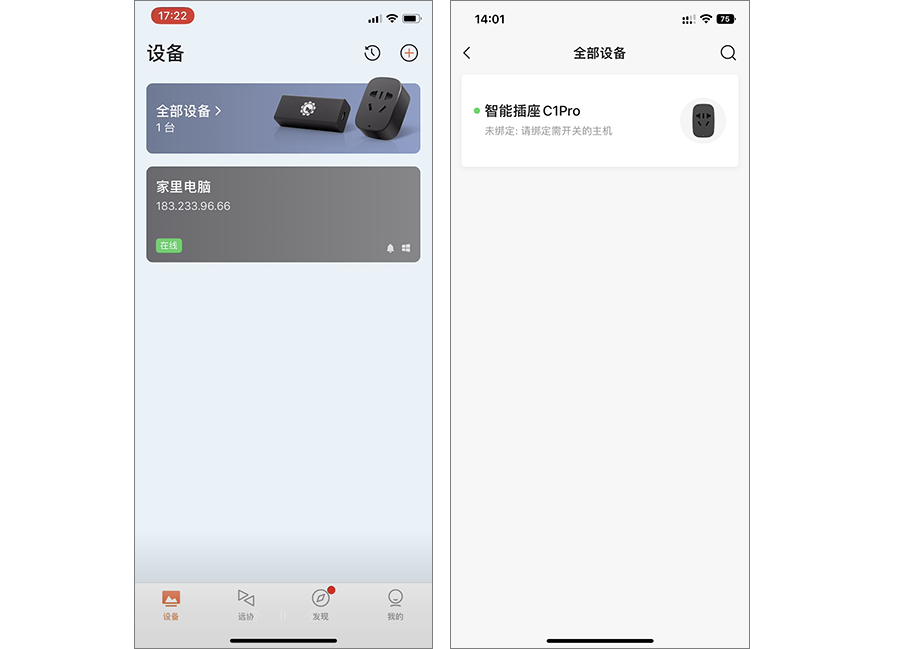 17:22
设备
全部设备
1 台
家里电脑
183.233.96.66
在线
设备
远协
发现
我的
14:01
75
全部设备
智能插座 C1Pro
未绑定: 请绑定需开关的主机